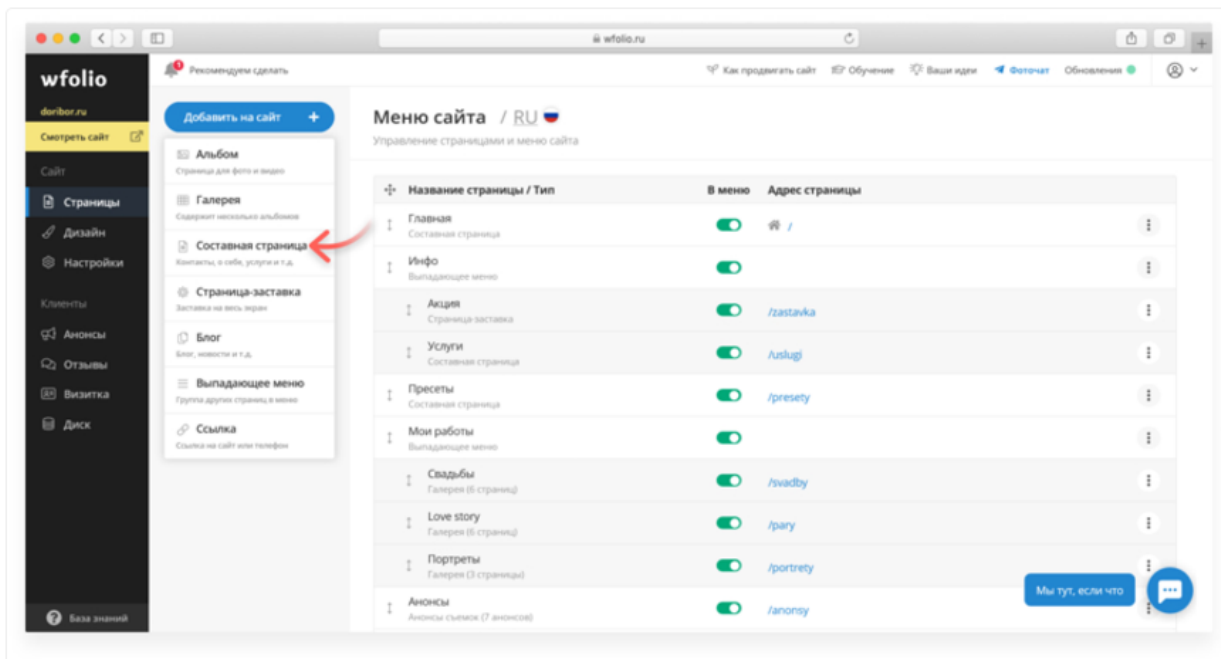 wfolio.ru
wfolio
1
Рекомендуем сделать
Как продвигать сайт
Обучение
Ваши идеи
Фоточат
Обновления
doribor.ru
Смотреть сайт
Сайт
Страницы
Дизайн
Настройки
Клиенты
Анонсы
Отзывы
Визитка
Диск
База знаний
Добавить на сайт +
Альбом
Страница для фото и видео
Галерея
Содержит несколько альбомов
Составная страница
Контакты, о себе, услуги и т.д.
Страница-заставка
Заставка на весь экран
Блог
Блог, новости и т.д.
Выпадающее меню
Группа других страниц в меню
Ссылка
Ссылка на сайт или телефон
Меню сайта / RU
Управление страницами и меню сайта
Название страницы / Тип В меню Адрес страницы
Главная /
Составная страница
Инфо
Выпадающее меню
Акция /zastavka
Страница-заставка
Услуги /uslugi
Составная страница
Пресеты /presety
Составная страница
Мои работы
Выпадающее меню
Свадьбы /svadby
Галерея (6 страниц)
Love story /pary
Галерея (6 страниц)
Портреты /portrety
Галерея (3 страницы)
Анонсы /anonsy
Анонсы съемок (7 анонсов)
Мы тут, если что